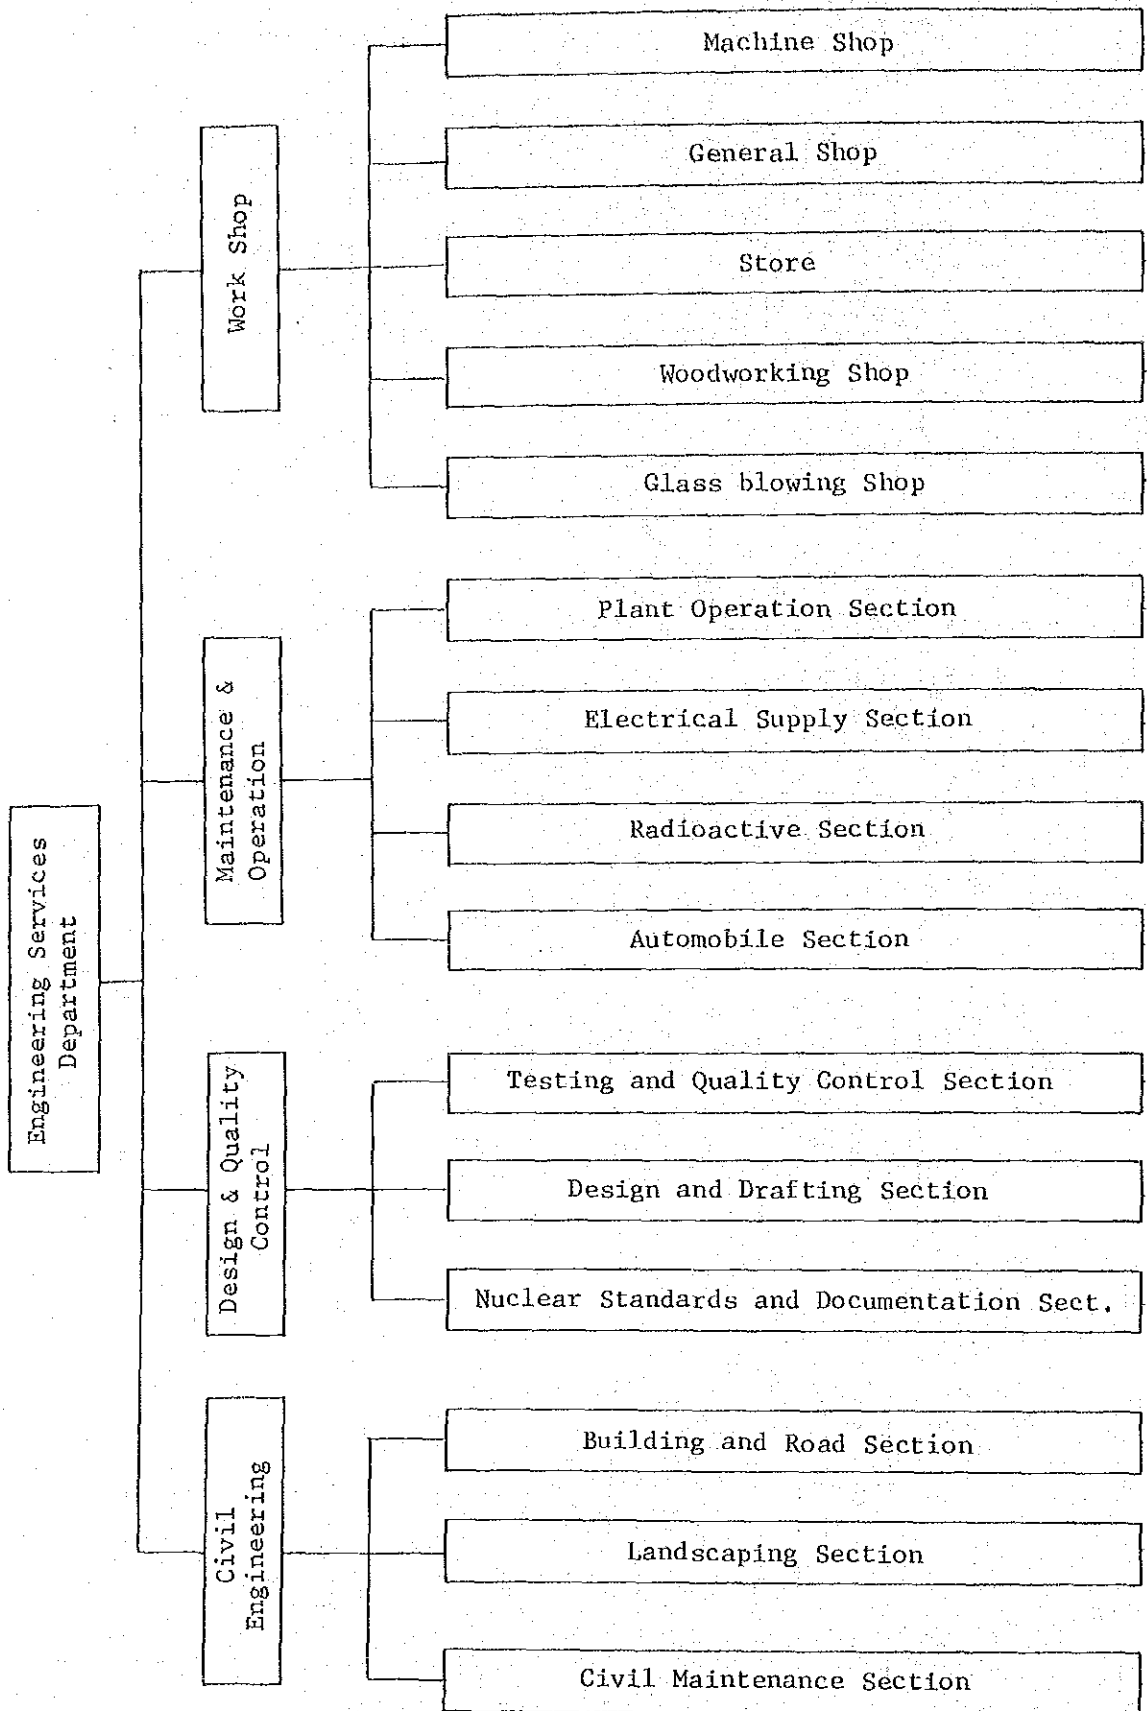 Engineering Services
Department
Work Shop
Machine Shop
General Shop
Store
Woodworking Shop
Glass blowing Shop
Maintenance &
Operation
Plant Operation Section
Electrical Supply Section
Radioactive Section
Automobile Section
Design & Quality
Control
Testing and Quality Control Section
Design and Drafting Section
Nuclear Standards and Documentation Sect.
Civil
Engineering
Building and Road Section
Landscaping Section
Civil Maintenance Section